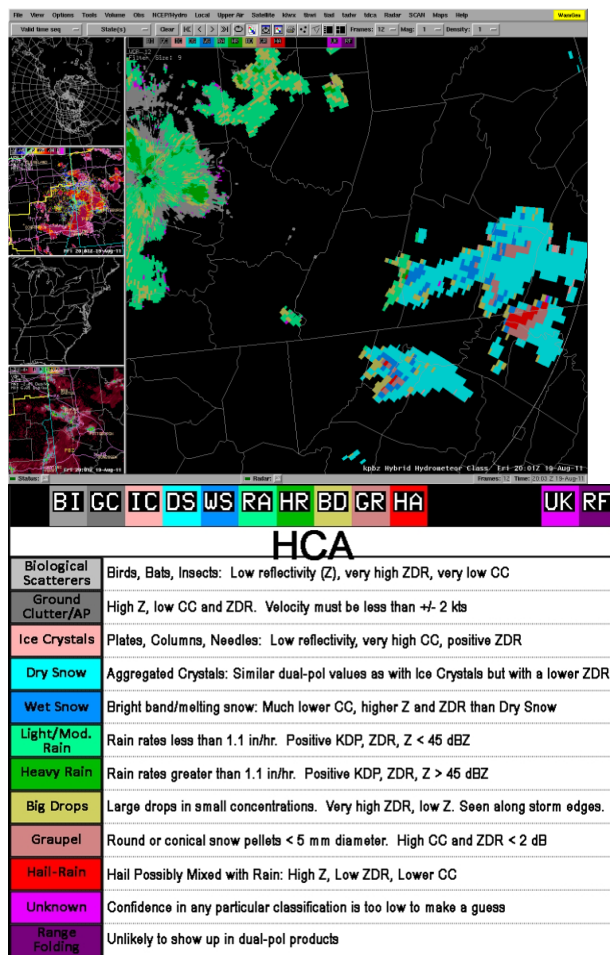 File View Options Tools Volume Obs NCEP/Hydro Local Upper Air Satellite kbvx tbwi tiad tadw tdca Radar SCAN Maps Help
Valid time seq State(s) Clear Frames: 12 Mag: 1 Density: 1
kpbz Hybrid Hydrometeor Class Fri 20:01Z 19-Aug-11
Status: Radar: Frames: 12 Time: 20:03 Z 19-Aug-11
BI GC IC DS WS RA HR BD GR HA UK RF
HCA
Biological Scatterers Birds, Bats, Insects: Low reflectivity (Z), very high ZDR, very low CC
Ground Clutter/AP High Z, low CC and ZDR. Velocity must be less than +/- 2 kts
Ice Crystals Plates, Columns, Needles: Low reflectivity, very high CC, positive ZDR
Dry Snow Aggregated Crystals: Similar dual-pol values as with Ice Crystals but with a lower ZDR
Wet Snow Bright band/melting snow: Much lower CC, higher Z and ZDR than Dry Snow
Light/Mod. Rain Rain rates less than 1.1 in/hr. Positive KDP, ZDR, Z < 45 dBZ
Heavy Rain Rain rates greater than 1.1 in/hr. Positive KDP, ZDR, Z > 45 dBZ
Big Drops Large drops in small concentrations. Very high ZDR, low Z. Seen along storm edges.
Graupel Round or conical snow pellets < 5 mm diameter. High CC and ZDR < 2 dB
Hail-Rain Hail Possibly Mixed with Rain: High Z, Low ZDR, Lower CC
Unknown Confidence in any particular classification is too low to make a guess
Range Folding Unlikely to show up in dual-pol products